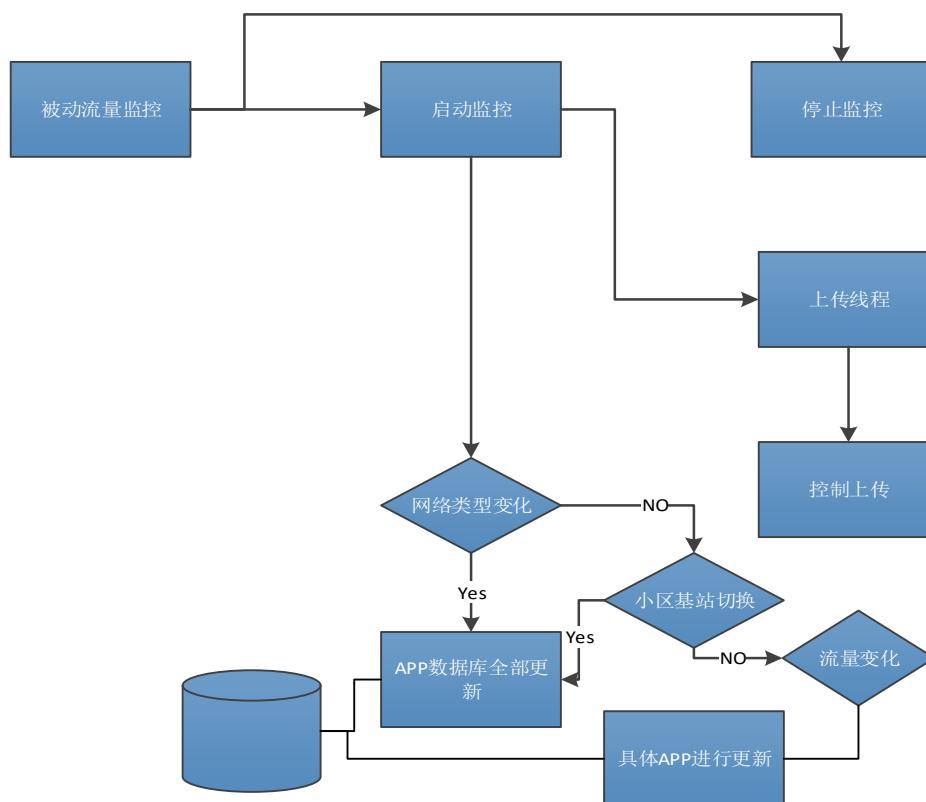 被动流量监控
启动监控
停止监控
上传线程
控制上传
网络类型变化
NO
Yes
小区基站切换
Yes
NO
流量变化
APP数据库全部更
新
具体APP进行更新